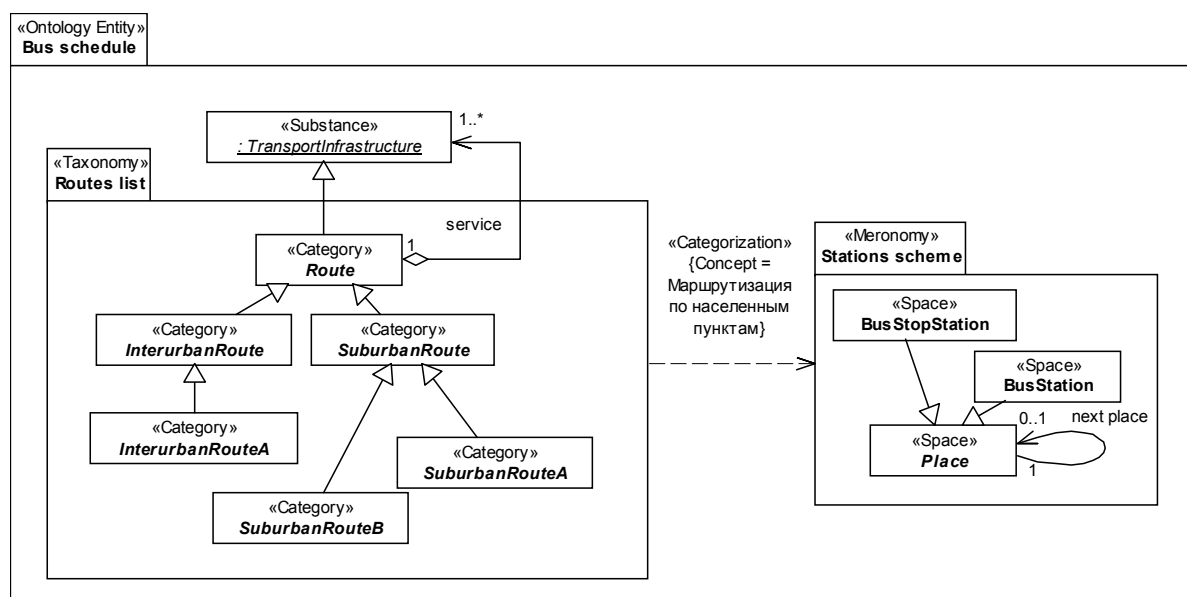 «Ontology Entity»
Bus schedule
«Substance»
: TransportInfrastructure
1..*
«Taxonomy»
Routes list
service
«Category»
Route
1
«Category»
InterurbanRoute
«Category»
SuburbanRoute
«Category»
InterurbanRouteA
«Category»
SuburbanRouteA
«Category»
SuburbanRouteB
«Categorization»
{Concept =
Маршрутизация
по населенным
пунктам}
«Meronomy»
Stations scheme
«Space»
BusStopStation
«Space»
BusStation
0..1
next place
«Space»
Place
1